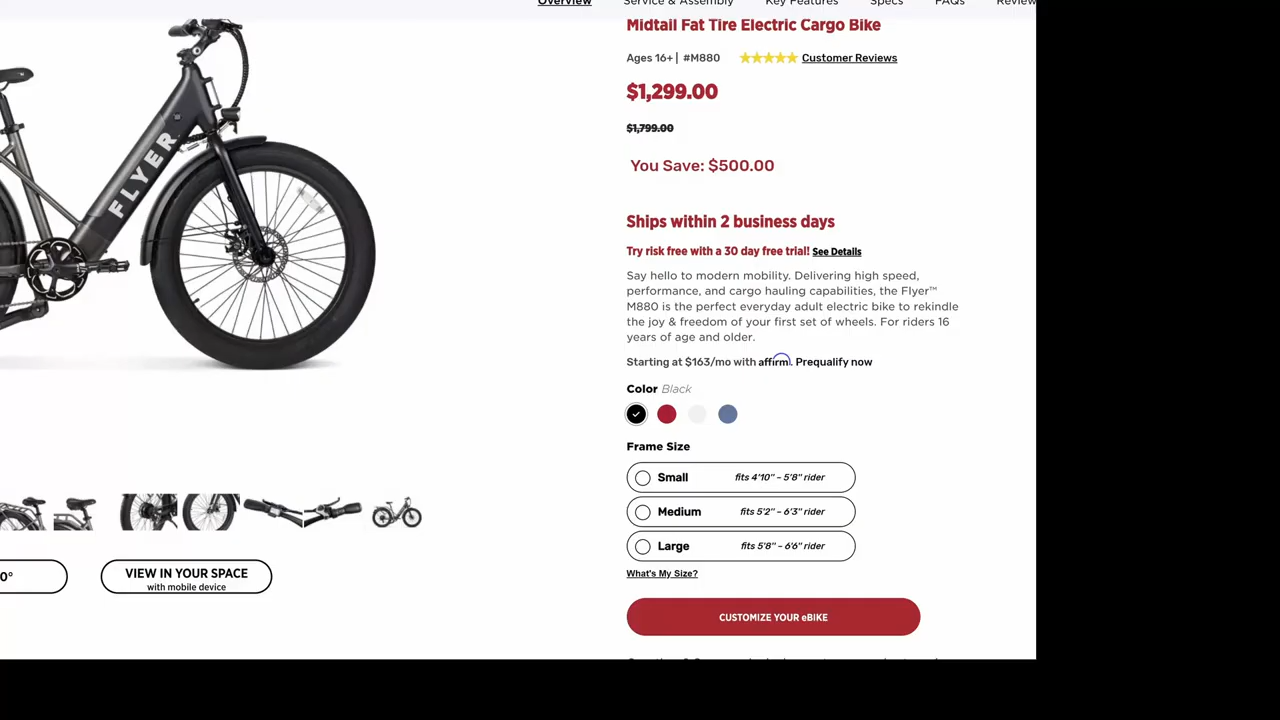 Overview Service & Assembly Key Features Specs FAQs Review
Midtail Fat Tire Electric Cargo Bike
Ages 16+ | #M880 Customer Reviews
$1,299.00
$1,799.00
You Save: $500.00
Ships within 2 business days
Try risk free with a 30 day free trial! See Details
Say hello to modern mobility. Delivering high speed,
performance, and cargo hauling capabilities, the Flyer™
M880 is the perfect everyday adult electric bike to rekindle
the joy & freedom of your first set of wheels. For riders 16
years of age and older.
Starting at $163/mo with affirm. Prequalify now
Color Black
Frame Size
Small fits 4'10" – 5'8" rider
Medium fits 5'2" – 6'3" rider
Large fits 5'8" – 6'6" rider
What's My Size?
CUSTOMIZE YOUR eBIKE
FLYER
0°
VIEW IN YOUR SPACE
with mobile device